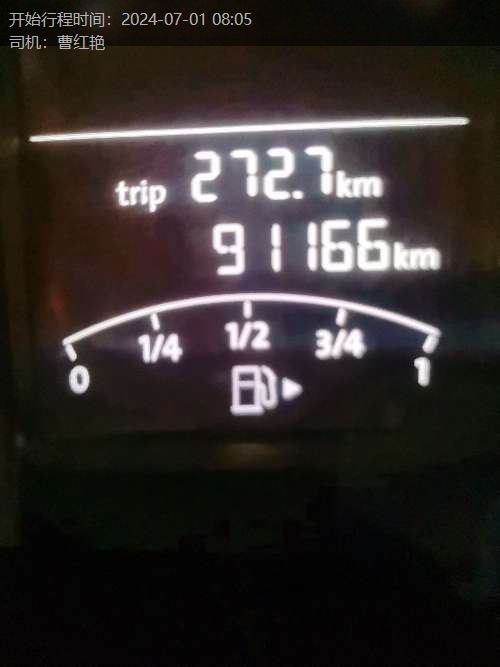 开始行程时间：2024-07-01 08:05
司机：曹红艳
trip 272.7km
91166km
0 1/4 1/2 3/4 1